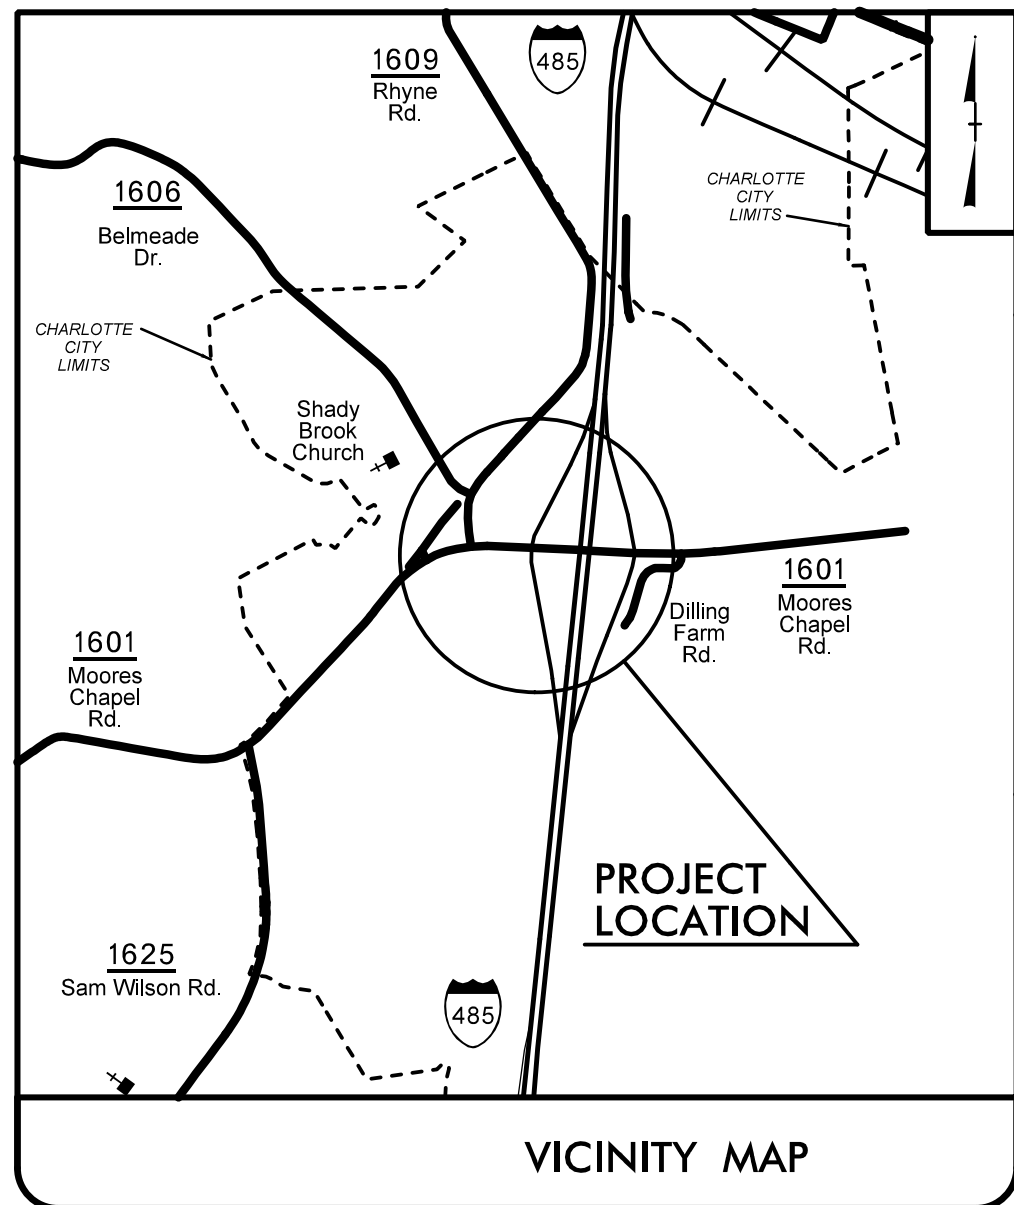 1609
Rhyne
Rd.
485
1606
Belmeade
Dr.
CHARLOTTE
CITY
LIMITS
CHARLOTTE
CITY
LIMITS
Shady
Brook
Church
1601
Moores
Chapel
Rd.
Dilling
Farm
Rd.
1601
Moores
Chapel
Rd.
PROJECT
LOCATION
1625
Sam Wilson Rd.
485
VICINITY MAP